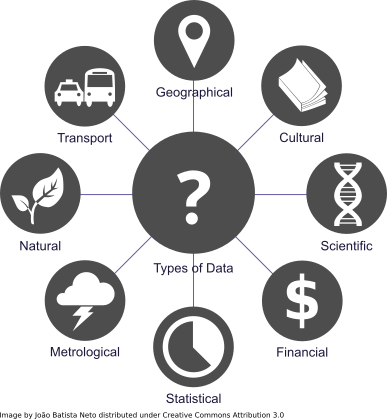 Geographical
Transport
Cultural
?
Natural
Scientific
Types of Data
$
Metrological
Financial
Statistical
Image by João Batista Neto distributed under Creative Commons Attribution 3.0